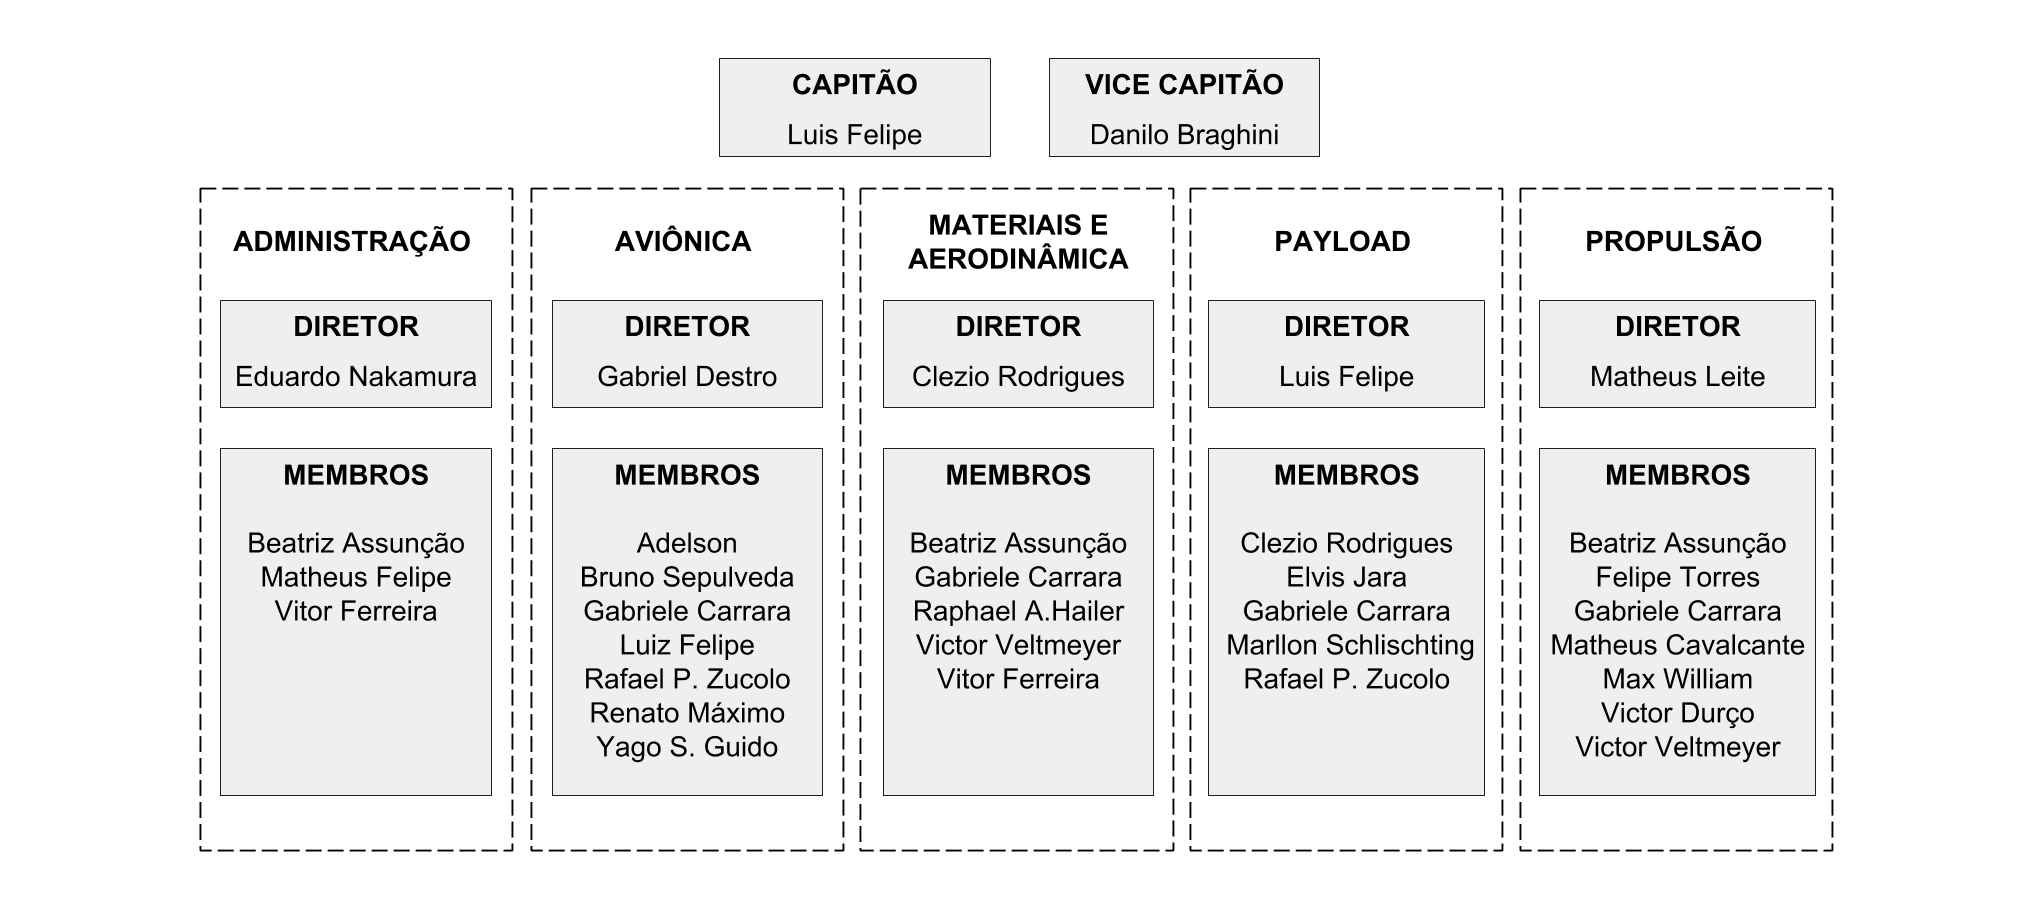 CAPITÃO
Luis Felipe
VICE CAPITÃO
Danilo Braghini
ADMINISTRAÇÃO
DIRETOR
Eduardo Nakamura
MEMBROS
Beatriz Assunção
Matheus Felipe
Vitor Ferreira
AVIÔNICA
DIRETOR
Gabriel Destro
MEMBROS
Adelson
Bruno Sepulveda
Gabriele Carrara
Luiz Felipe
Rafael P. Zucolo
Renato Máximo
Yago S. Guido
MATERIAIS E
AERODINÂMICA
DIRETOR
Clezio Rodrigues
MEMBROS
Beatriz Assunção
Gabriele Carrara
Raphael A.Hailer
Victor Veltmeyer
Vitor Ferreira
PAYLOAD
DIRETOR
Luis Felipe
MEMBROS
Clezio Rodrigues
Elvis Jara
Gabriele Carrara
Marllon Schlischting
Rafael P. Zucolo
PROPULSÃO
DIRETOR
Matheus Leite
MEMBROS
Beatriz Assunção
Felipe Torres
Gabriele Carrara
Matheus Cavalcante
Max William
Victor Durço
Victor Veltmeyer